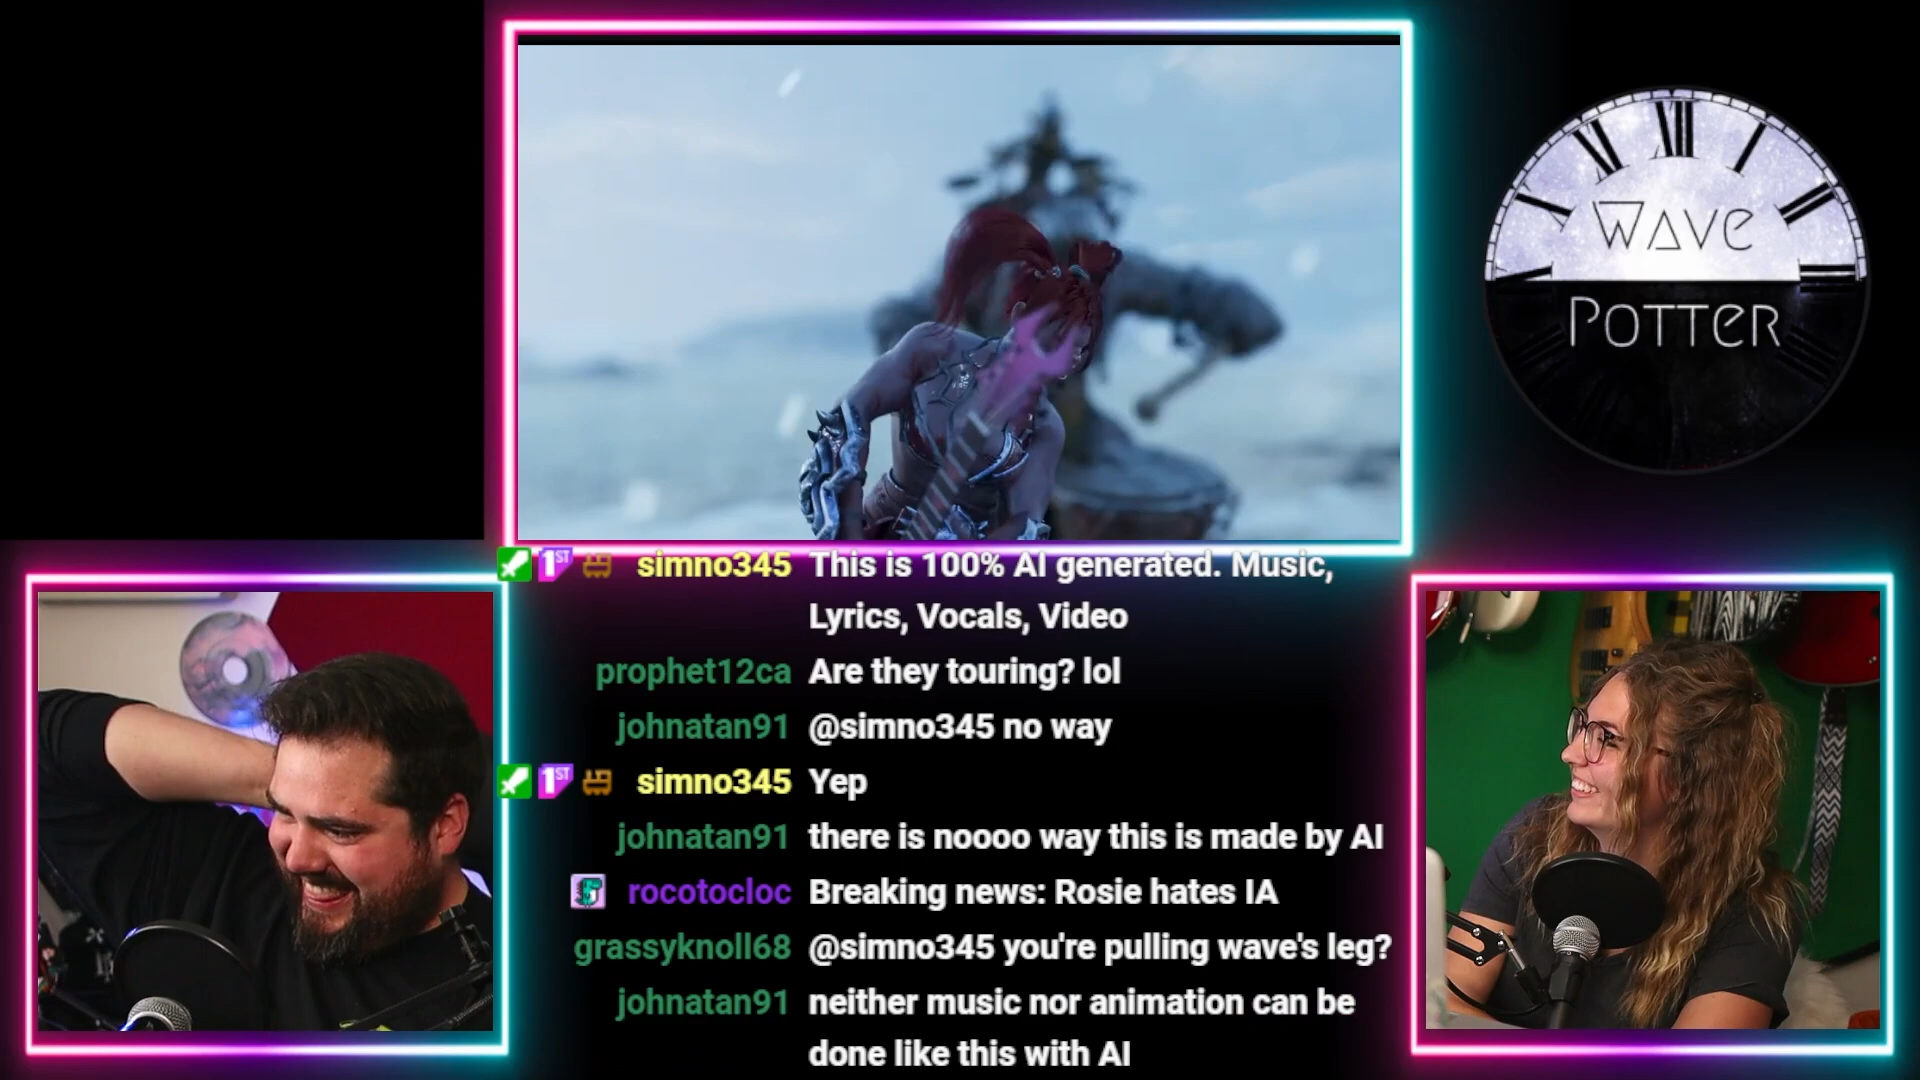 WAVE
POTTER
1ST simno345 This is 100% AI generated. Music,
Lyrics, Vocals, Video
prophet12ca Are they touring? lol
johnatan91 @simno345 no way
1ST simno345 Yep
johnatan91 there is noooo way this is made by AI
rocotocloc Breaking news: Rosie hates IA
grassyknoll68 @simno345 you're pulling wave's leg?
johnatan91 neither music nor animation can be
done like this with AI